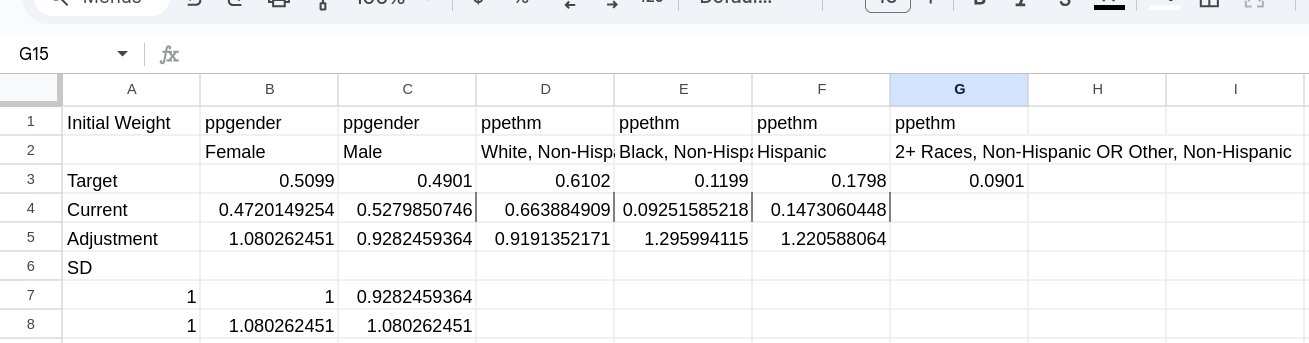 Menus 100% $ % .123 Defaul... 10 B I S
G15 fx
A B C D E F G H I
1 Initial Weight ppgender ppgender ppethm ppethm ppethm ppethm
2 Female Male White, Non-Hispa Black, Non-Hispa Hispanic 2+ Races, Non-Hispanic OR Other, Non-Hispanic
3 Target 0.5099 0.4901 0.6102 0.1199 0.1798 0.0901
4 Current 0.4720149254 0.5279850746 0.663884909 0.09251585218 0.1473060448
5 Adjustment 1.080262451 0.9282459364 0.9191352171 1.295994115 1.220588064
6 SD
7 1 1 0.9282459364
8 1 1.080262451 1.080262451